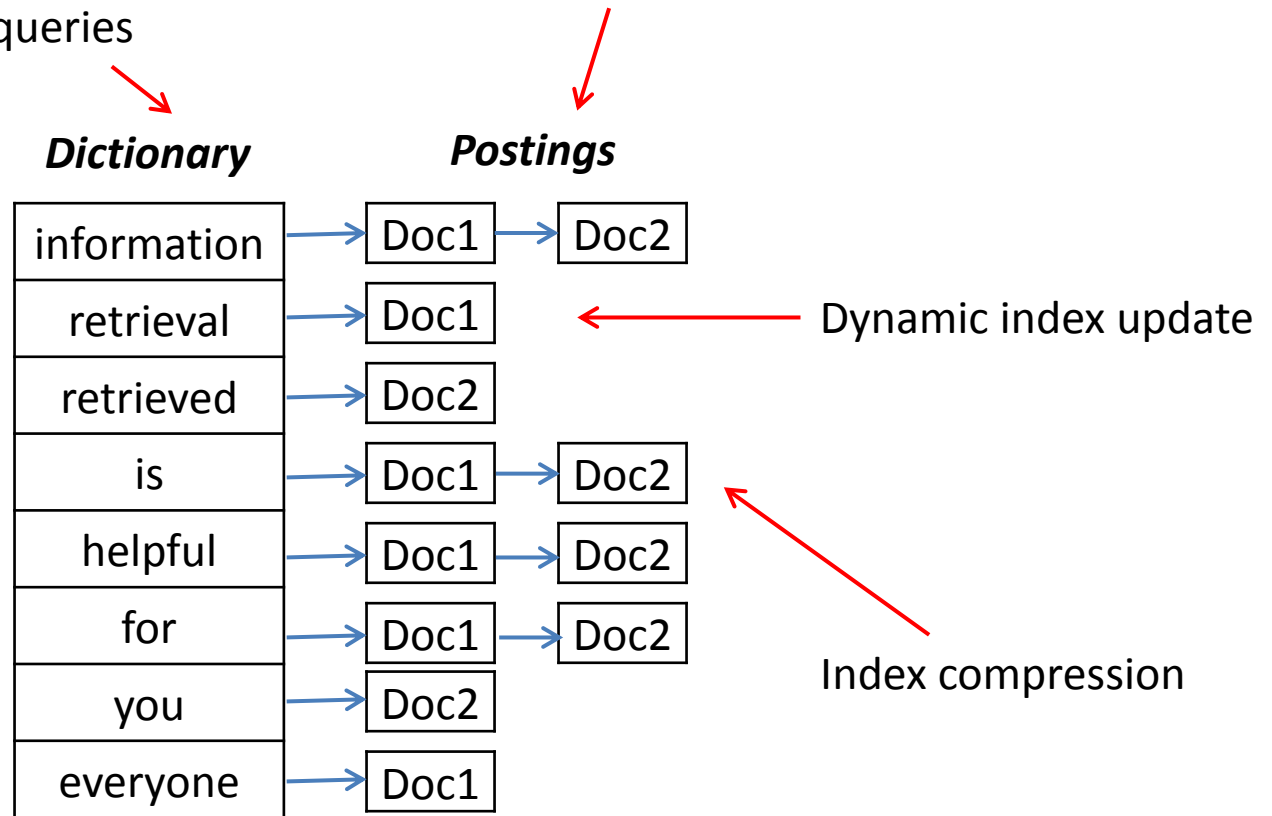 queries
Dictionary Postings
information Doc1 Doc2
retrieval Doc1 Dynamic index update
retrieved Doc2
is Doc1 Doc2
helpful Doc1 Doc2
for Doc1 Doc2
Index compression
you Doc2
everyone Doc1